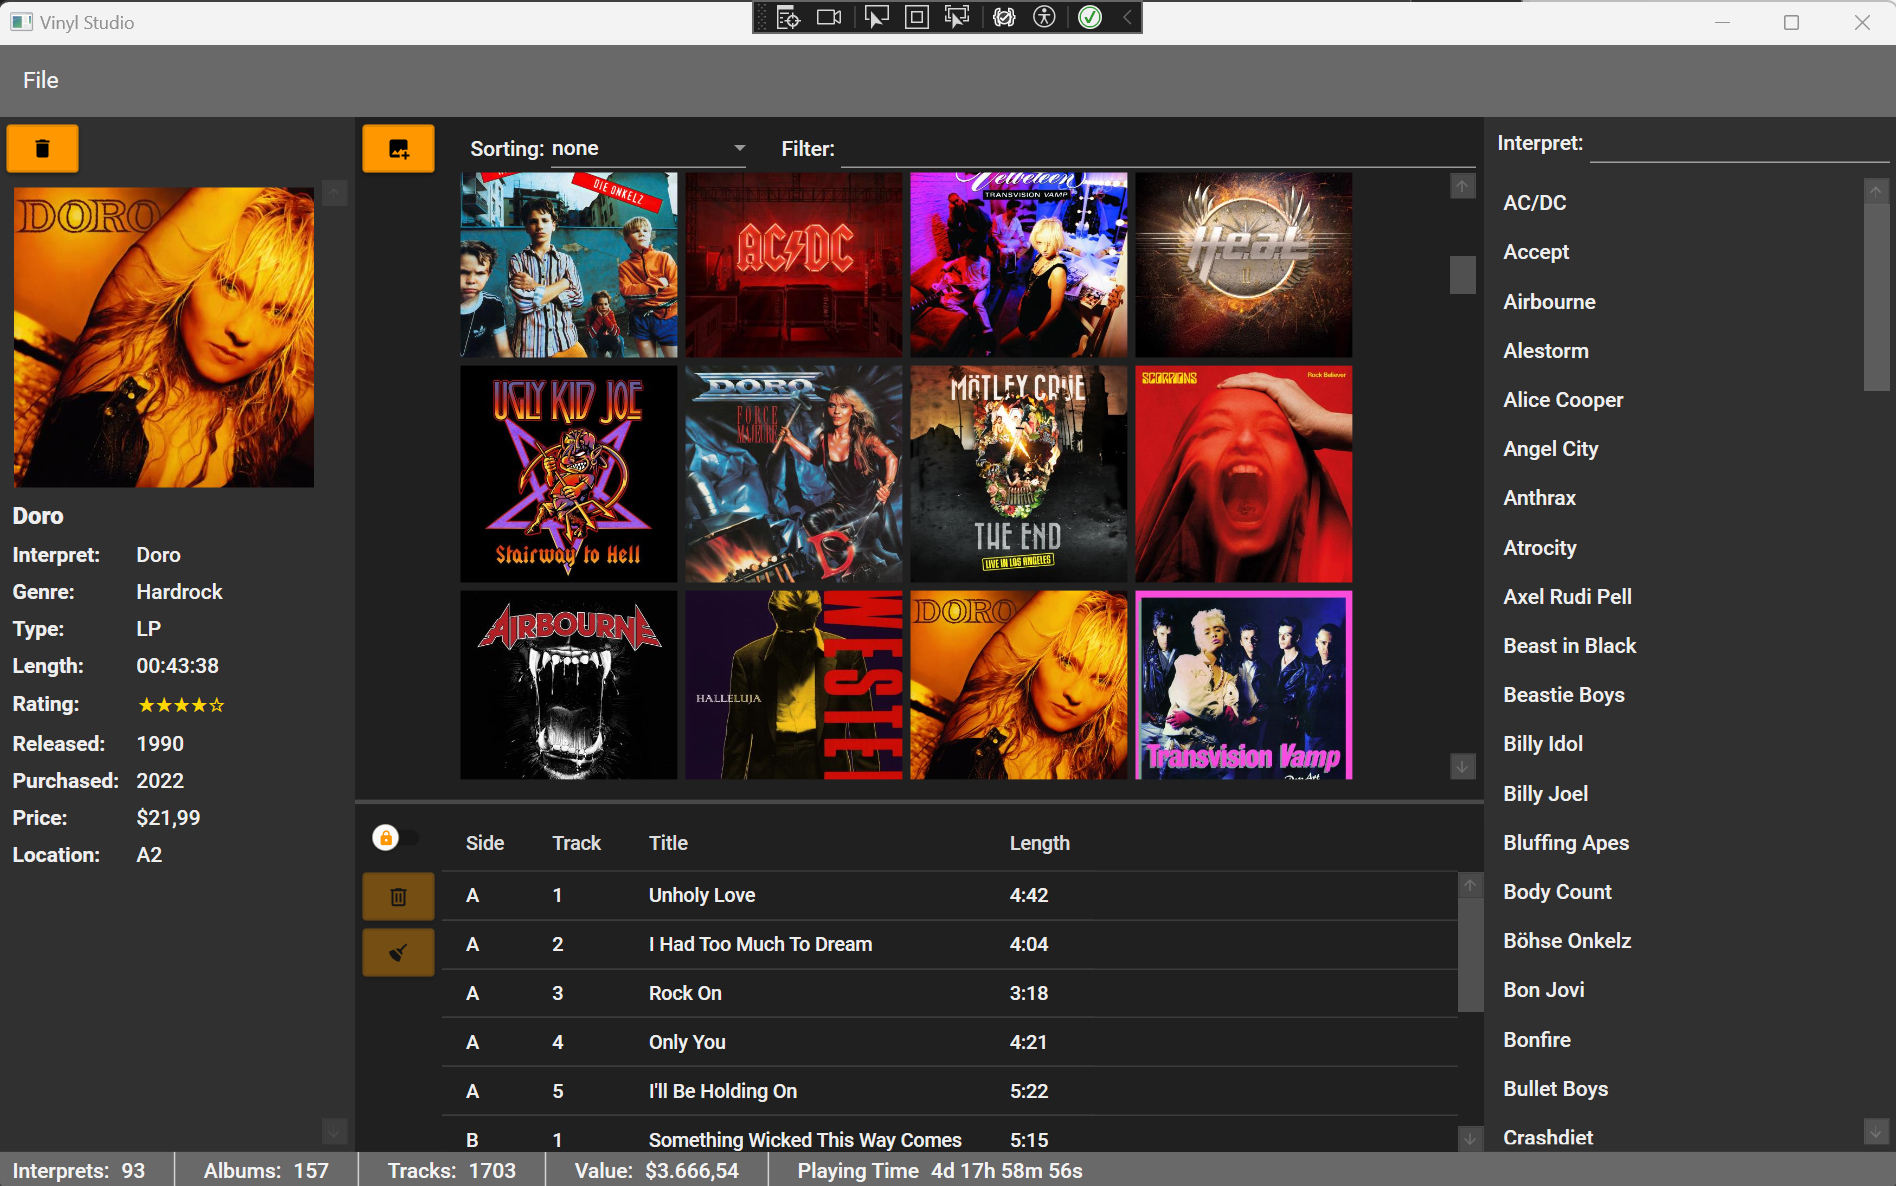 Vinyl Studio
File
Sorting: none
Filter:
Interpret:
DORO
Doro
Interpret: Doro
Genre: Hardrock
Type: LP
Length: 00:43:38
Rating: ★★★★☆
Released: 1990
Purchased: 2022
Price: $21,99
Location: A2
DIE ONKELZ
AC/DC
Velveteen
TRANSVISION VAMP
H.e.a.t
II
UGLY KID JOE
Stairway to Hell
DORO
FORCE
MAJEURE
MÖTLEY CRÜE
THE END
LIVE IN LOS ANGELES
SCORPIONS
Rock Believer
AIRBOURNE
HALLELUJA
DORO
Transvision Vamp
Pop Art
Side Track Title Length
A 1 Unholy Love 4:42
A 2 I Had Too Much To Dream 4:04
A 3 Rock On 3:18
A 4 Only You 4:21
A 5 I'll Be Holding On 5:22
B 1 Something Wicked This Way Comes 5:15
AC/DC
Accept
Airbourne
Alestorm
Alice Cooper
Angel City
Anthrax
Atrocity
Axel Rudi Pell
Beast in Black
Beastie Boys
Billy Idol
Billy Joel
Bluffing Apes
Body Count
Böhse Onkelz
Bon Jovi
Bonfire
Bullet Boys
Crashdiet
Interprets: 93
Albums: 157
Tracks: 1703
Value: $3.666,54
Playing Time 4d 17h 58m 56s